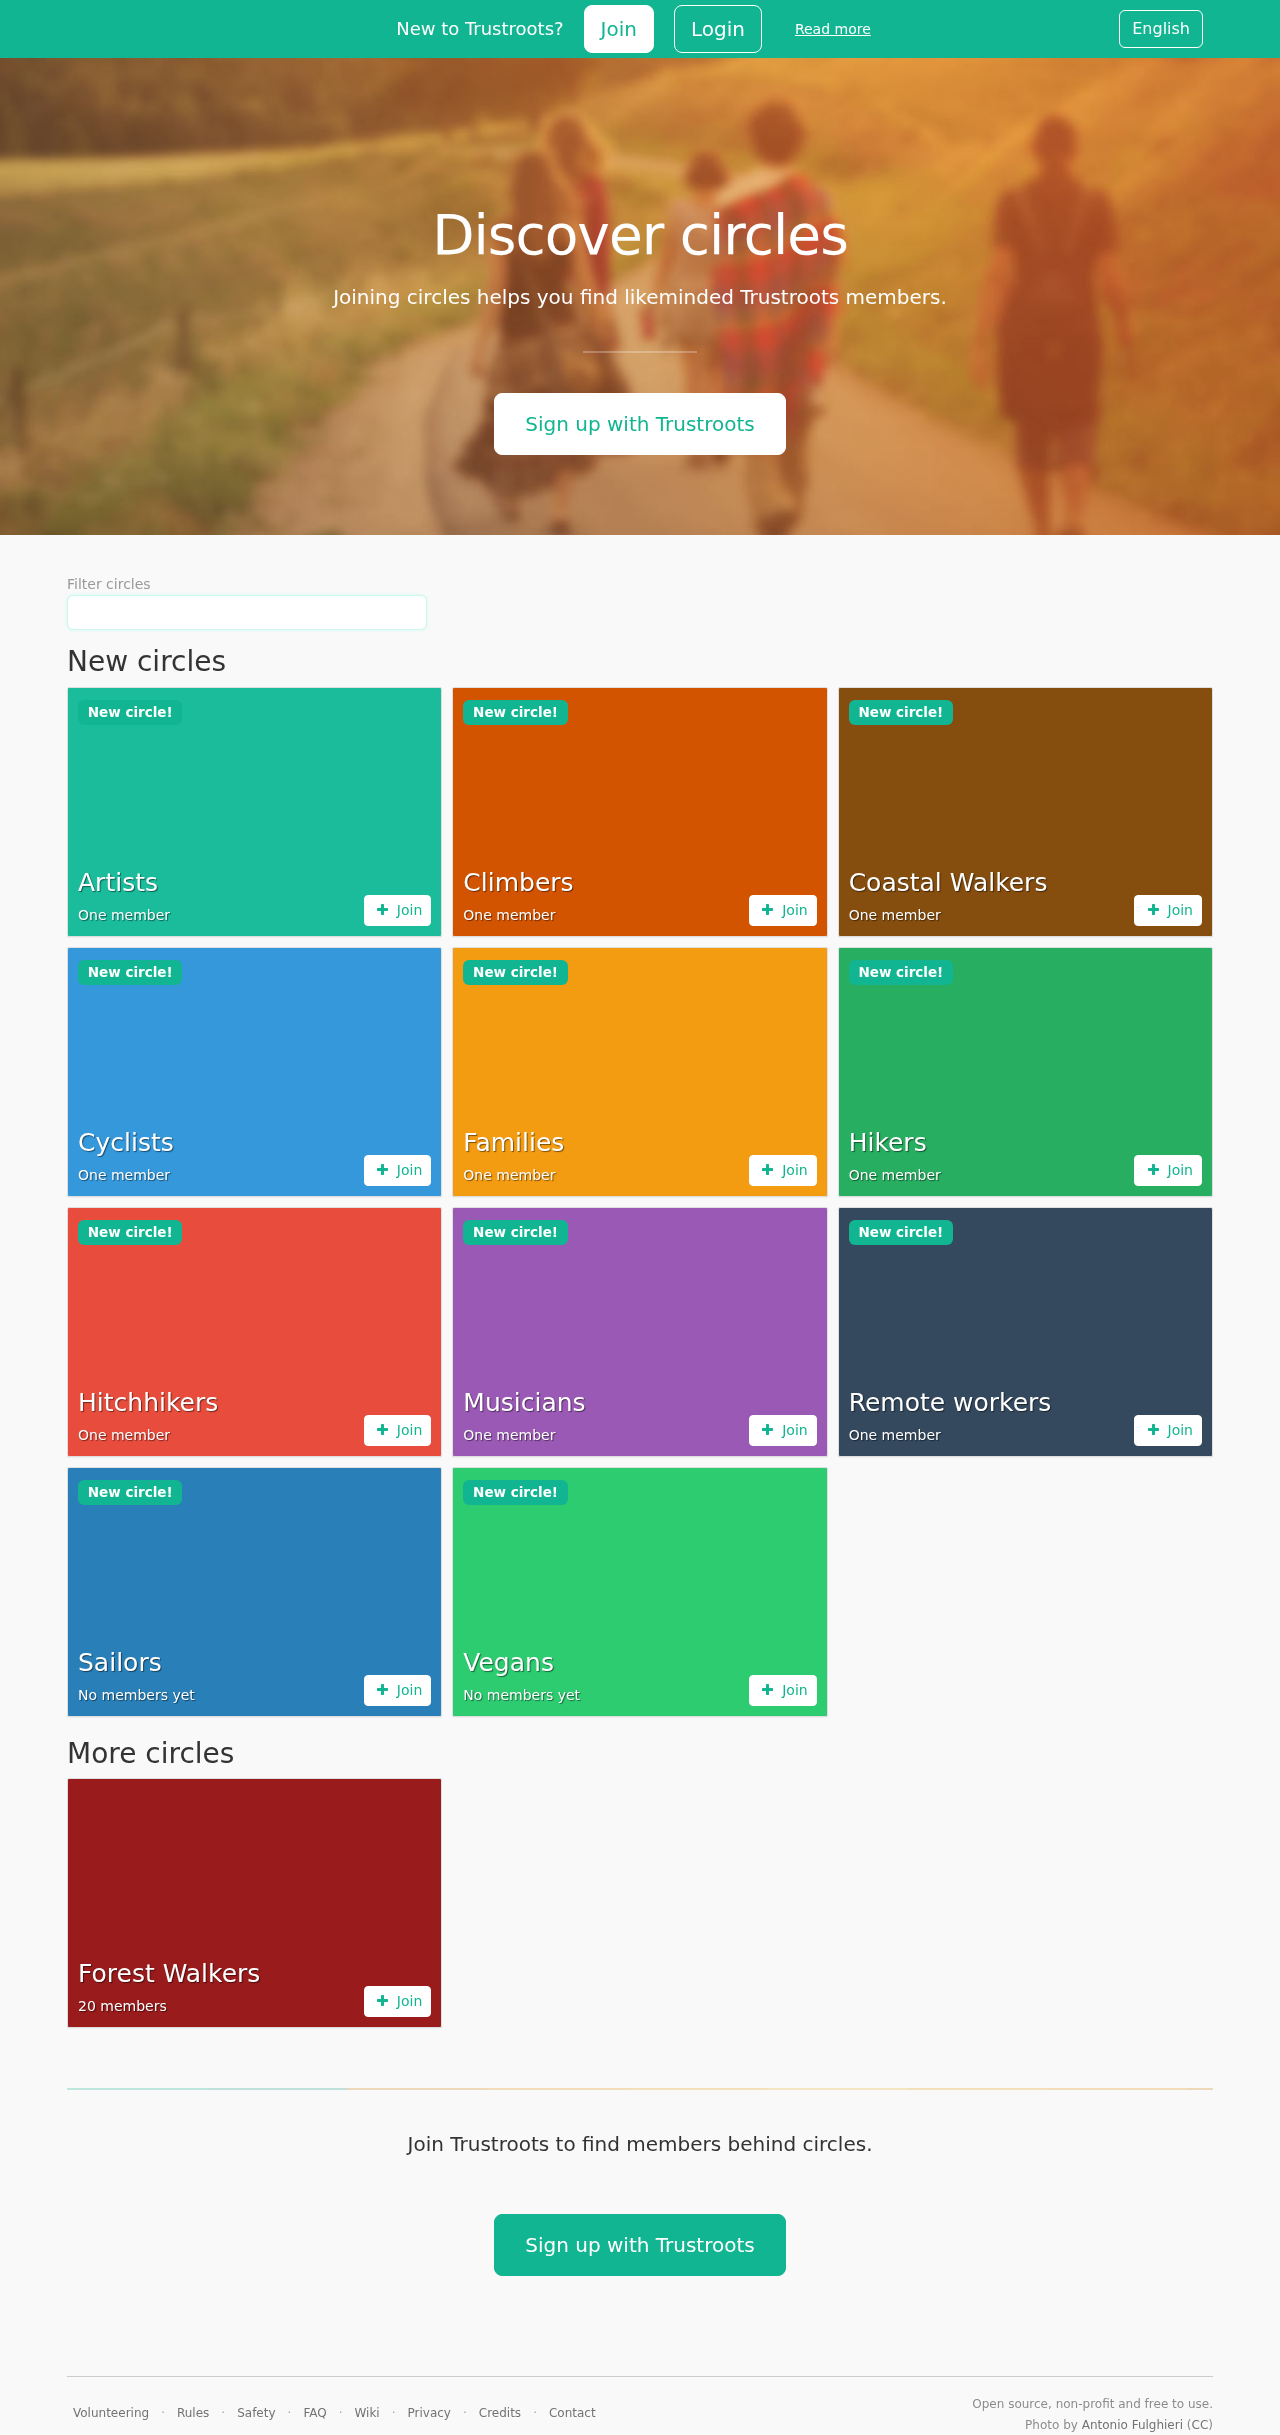 New to Trustroots? Join Login Read more English
Discover circles
Joining circles helps you find likeminded Trustroots members.
Sign up with Trustroots
Filter circles
New circles
New circle! New circle! New circle!
Artists Climbers Coastal Walkers
One member Join One member Join One member Join
New circle! New circle! New circle!
Cyclists Families Hikers
One member Join One member Join One member Join
New circle! New circle! New circle!
Hitchhikers Musicians Remote workers
One member Join One member Join One member Join
New circle! New circle!
Sailors Vegans
No members yet Join No members yet Join
More circles
Forest Walkers
20 members Join
Join Trustroots to find members behind circles.
Sign up with Trustroots
Open source, non-profit and free to use.
Volunteering · Rules · Safety · FAQ · Wiki · Privacy · Credits · Contact
Photo by Antonio Fulghieri (CC)